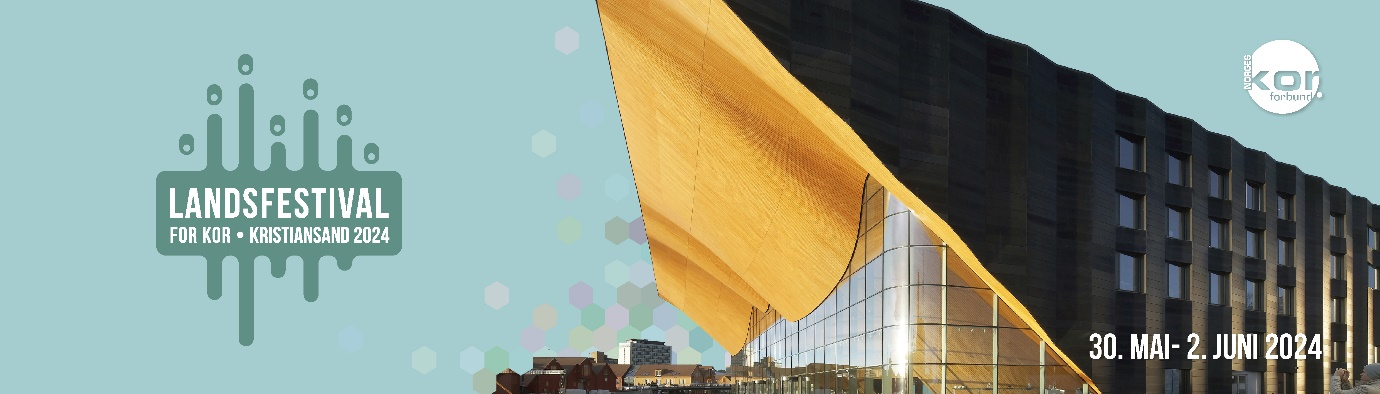 LANDSFESTIVAL
FOR KOR • KRISTIANSAND 2024
NORGES
kor
forbund
30. MAI- 2. JUNI 2024